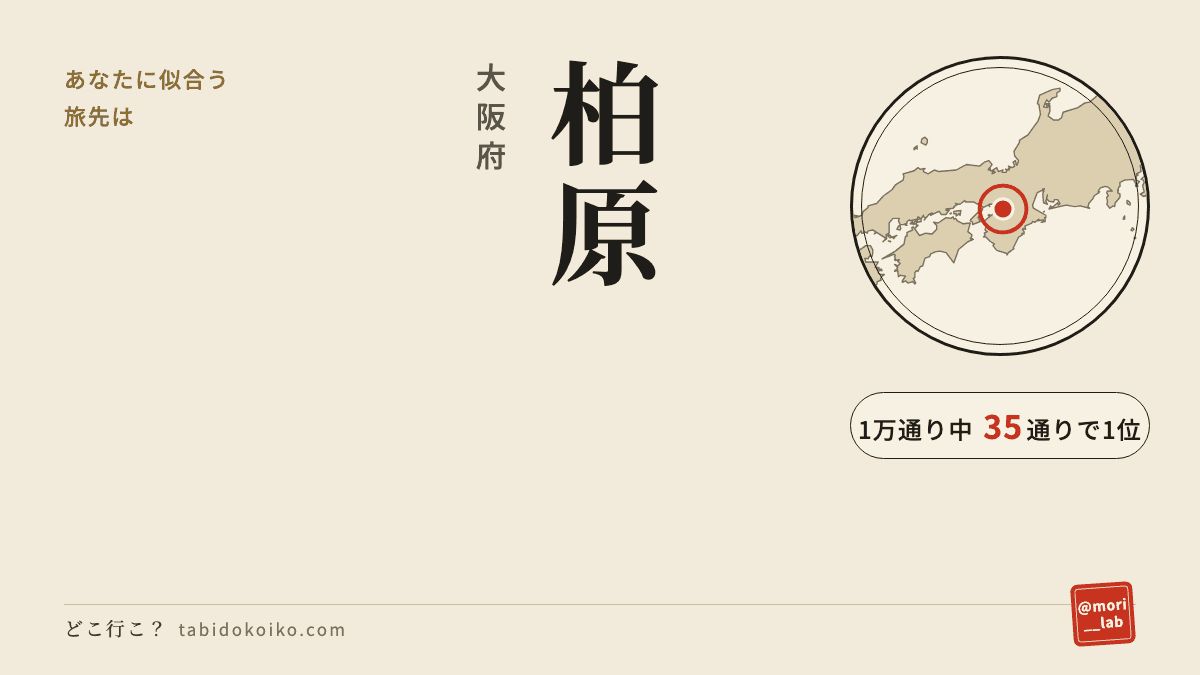 あなたに似合う
旅先は
柏原
大阪府
1万通り中 35通りで1位
どこ行こ？ tabidokoiko.com
@mori
__lab